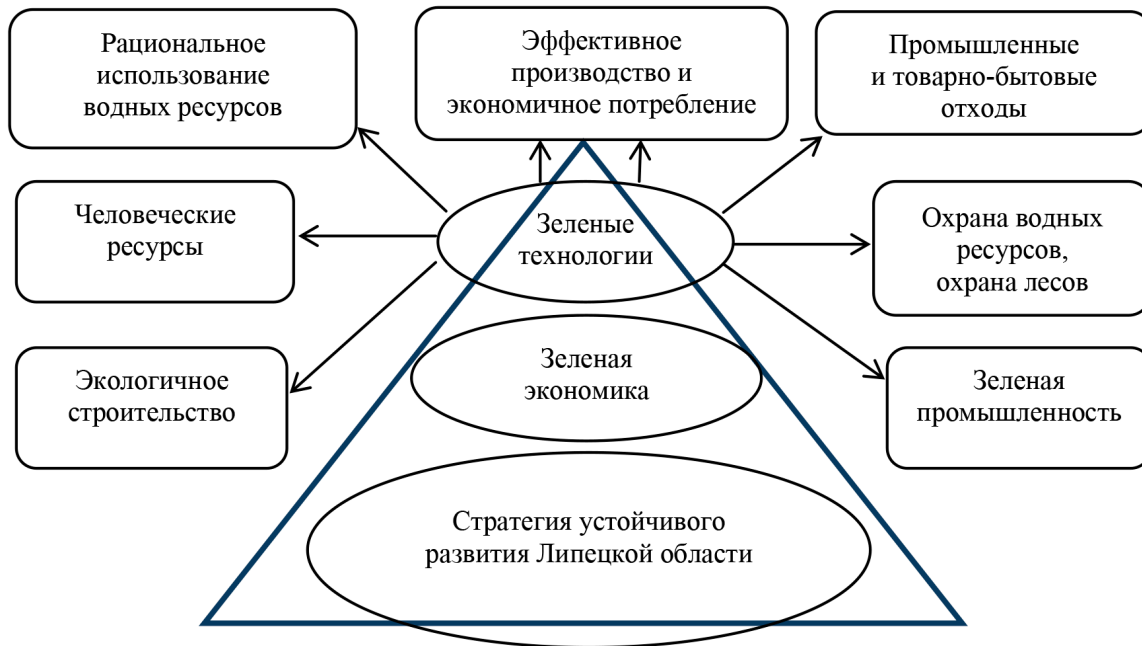 Рациональное
использование
водных ресурсов
Эффективное
производство и
экономичное потребление
Промышленные
и товарно-бытовые
отходы
Человеческие
ресурсы
Зеленые
технологии
Охрана водных
ресурсов,
охрана лесов
Экологичное
строительство
Зеленая
экономика
Зеленая
промышленность
Стратегия устойчивого
развития Липецкой области